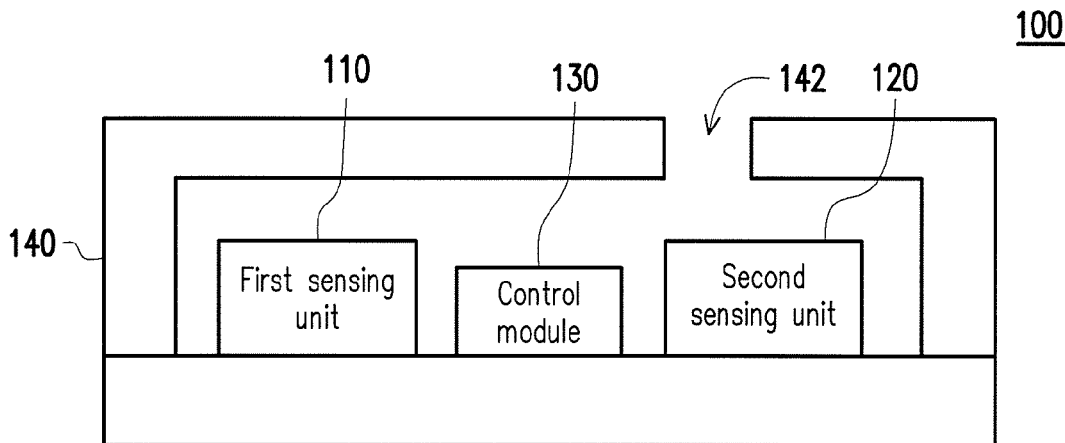 100
110
130
142
120
140
First sensing
unit
Control
module
Second
sensing unit